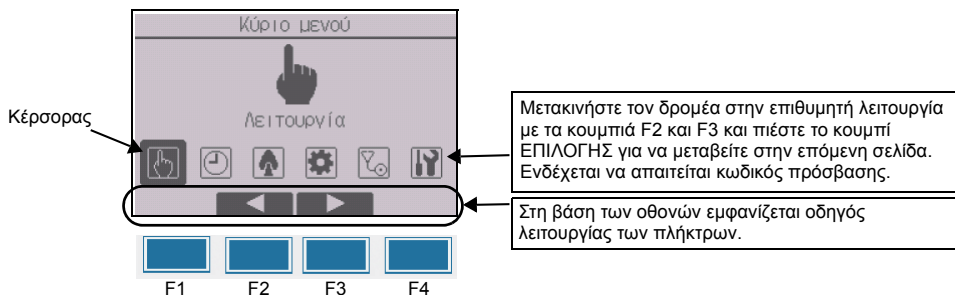 Κύριο μενού
Λειτουργία
Κέρσορας
Μετακινήστε τον δρομέα στην επιθυμητή λειτουργία
με τα κουμπιά F2 και F3 και πιέστε το κουμπί
ΕΠΙΛΟΓΗΣ για να μεταβείτε στην επόμενη σελίδα.
Ενδέχεται να απαιτείται κωδικός πρόσβασης.
Στη βάση των οθονών εμφανίζεται οδηγός
λειτουργίας των πλήκτρων.
F1 F2 F3 F4